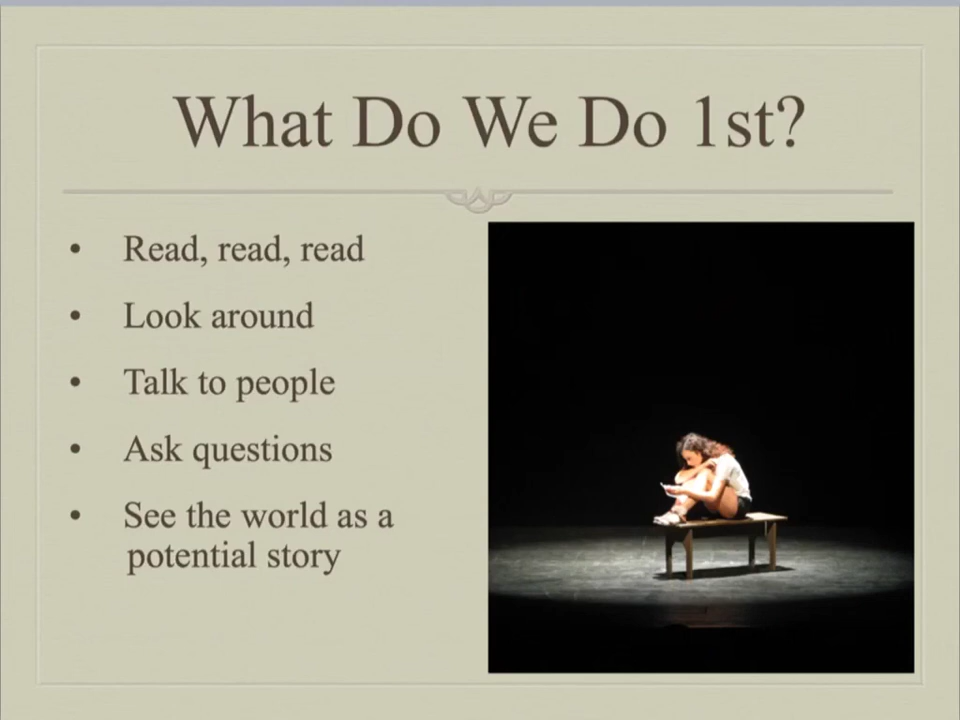 What Do We Do 1st?
• Read, read, read
• Look around
• Talk to people
• Ask questions
• See the world as a
potential story